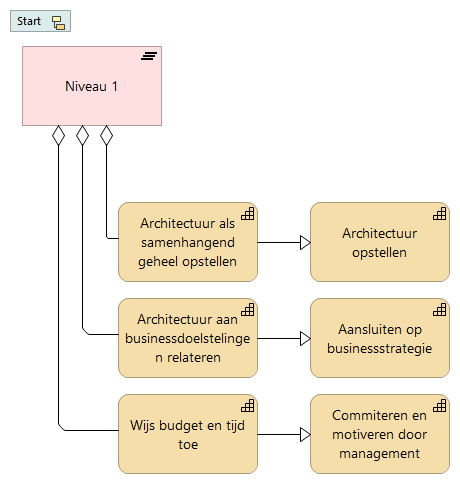 Start
Niveau 1
Architectuur als
samenhangend
geheel opstellen
Architectuur
opstellen
Architectuur aan
businessdoelstelinge
n relateren
Aansluiten op
businessstrategie
Wijs budget en tijd
toe
Commiteren en
motiveren door
management